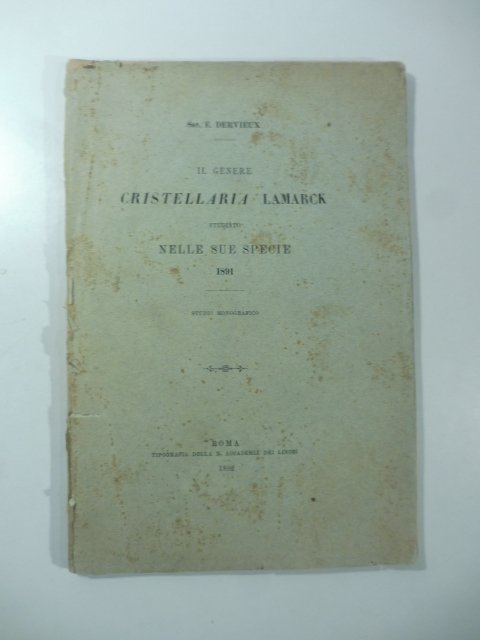 Sac. E. DERVIEUX
IL GENERE
CRISTELLARIA LAMARCK
STUDIATO
NELLE SUE SPECIE
1891
STUDIO MONOGRAFICO
ROMA
TIPOGRAFIA DELLA R. ACCADEMIA DEI LINCEI
1892